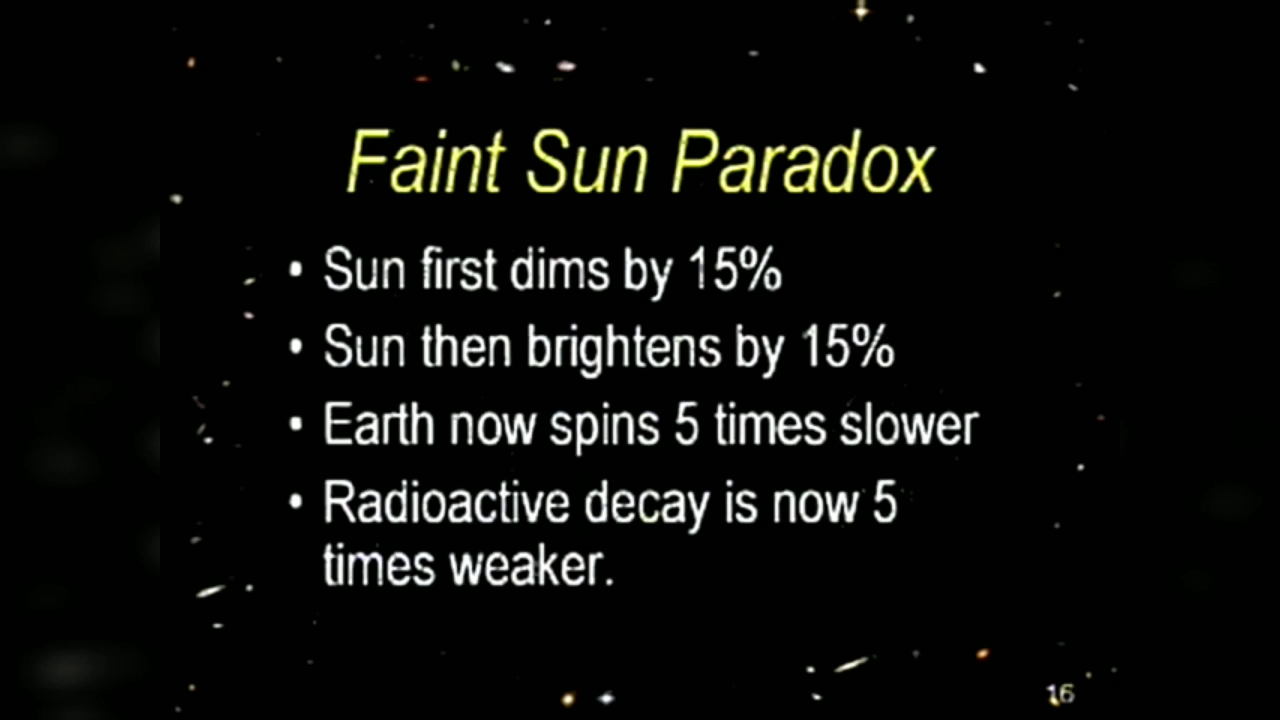 Faint Sun Paradox
• Sun first dims by 15%
• Sun then brightens by 15%
• Earth now spins 5 times slower
• Radioactive decay is now 5
times weaker.
16